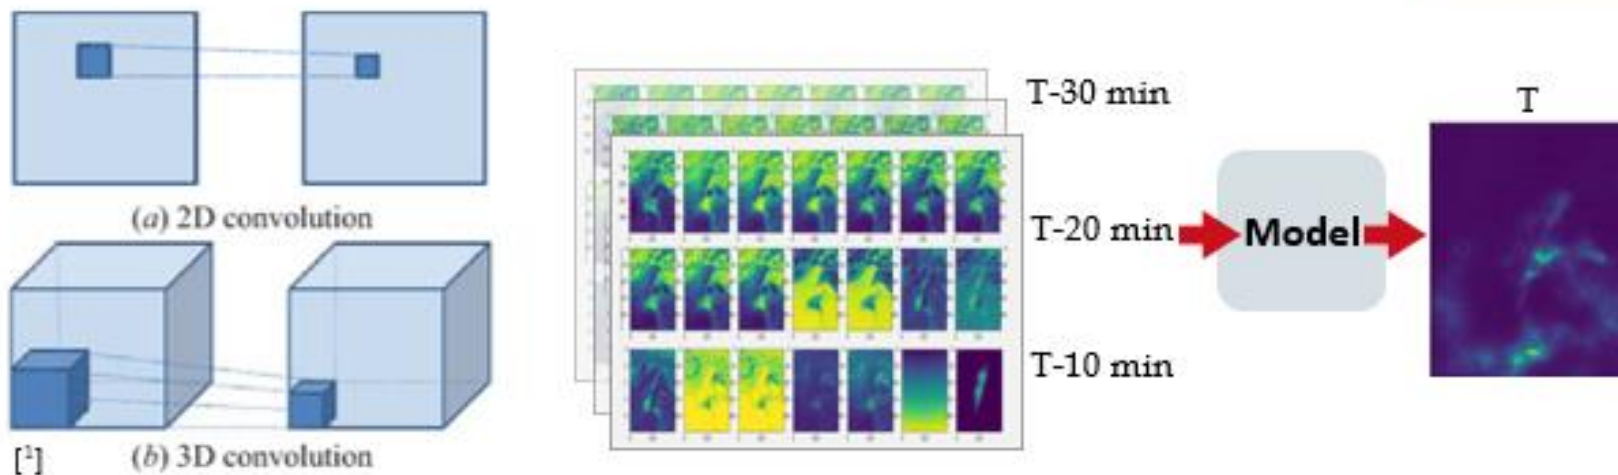 (a) 2D convolution
(b) 3D convolution
[1]
T-30 min
T-20 min
T-10 min
Model
T